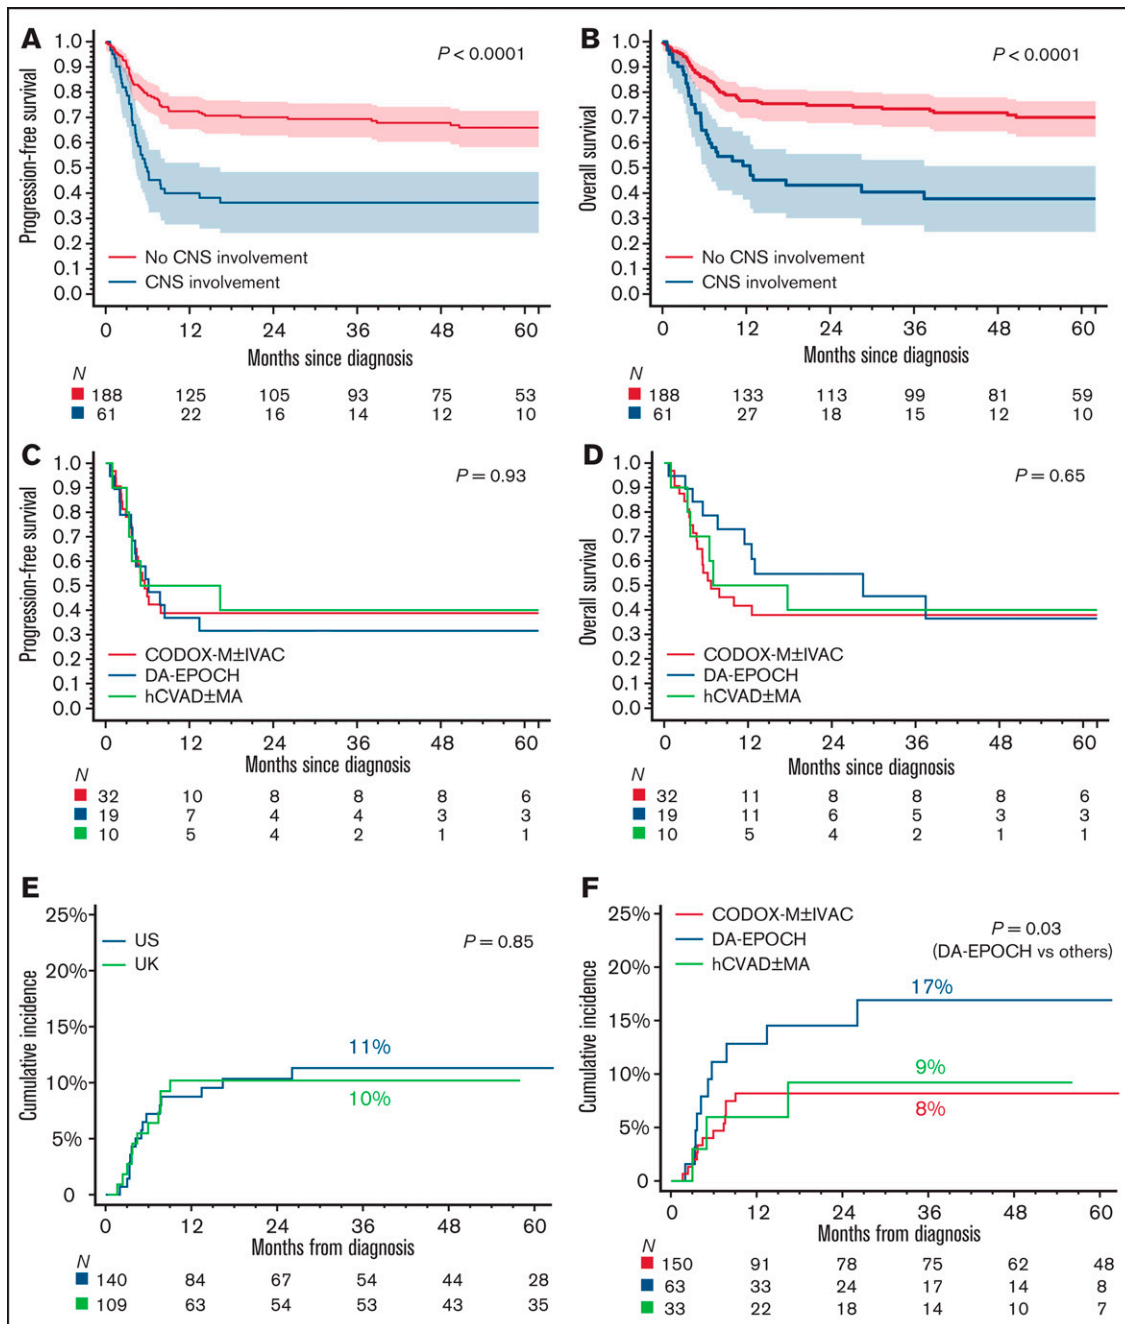 A
P < 0.0001
Progression-free survival
1.0
0.9
0.8
0.7
0.6
0.5
0.4
0.3
0.2
0.1
0.0
No CNS involvement
CNS involvement
0 12 24 36 48 60
Months since diagnosis
N
188 125 105 93 75 53
61 22 16 14 12 10
B
P < 0.0001
Overall survival
1.0
0.9
0.8
0.7
0.6
0.5
0.4
0.3
0.2
0.1
0.0
No CNS involvement
CNS involvement
0 12 24 36 48 60
Months since diagnosis
N
188 133 113 99 81 59
61 27 18 15 12 10
C
P = 0.93
Progression-free survival
1.0
0.9
0.8
0.7
0.6
0.5
0.4
0.3
0.2
0.1
0.0
CODOX-M±IVAC
DA-EPOCH
hCVAD±MA
0 12 24 36 48 60
Months since diagnosis
N
32 10 8 8 8 6
19 7 4 4 3 3
10 5 4 2 1 1
D
P = 0.65
Overall survival
1.0
0.9
0.8
0.7
0.6
0.5
0.4
0.3
0.2
0.1
0.0
CODOX-M±IVAC
DA-EPOCH
hCVAD±MA
0 12 24 36 48 60
Months since diagnosis
N
32 11 8 8 8 6
19 11 6 5 3 3
10 5 4 2 1 1
E
Cumulative incidence
25%
20%
15%
10%
5%
0
US
UK
P = 0.85
11%
10%
0 12 24 36 48 60
Months from diagnosis
N
140 84 67 54 44 28
109 63 54 53 43 35
F
Cumulative incidence
25%
20%
15%
10%
5%
0
CODOX-M±IVAC
DA-EPOCH
hCVAD±MA
P = 0.03
(DA-EPOCH vs others)
17%
9%
8%
0 12 24 36 48 60
Months from diagnosis
N
150 91 78 75 62 48
63 33 24 17 14 8
33 22 18 14 10 7